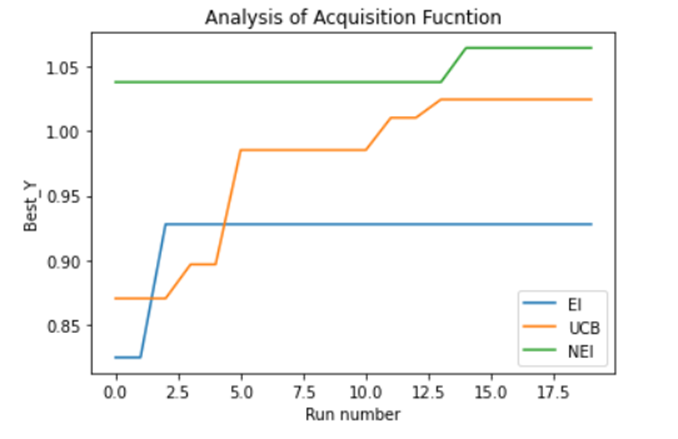 Analysis of Acquisition Fucntion
Best_Y
1.05
1.00
0.95
0.90
0.85
0.0 2.5 5.0 7.5 10.0 12.5 15.0 17.5
Run number
EI
UCB
NEI